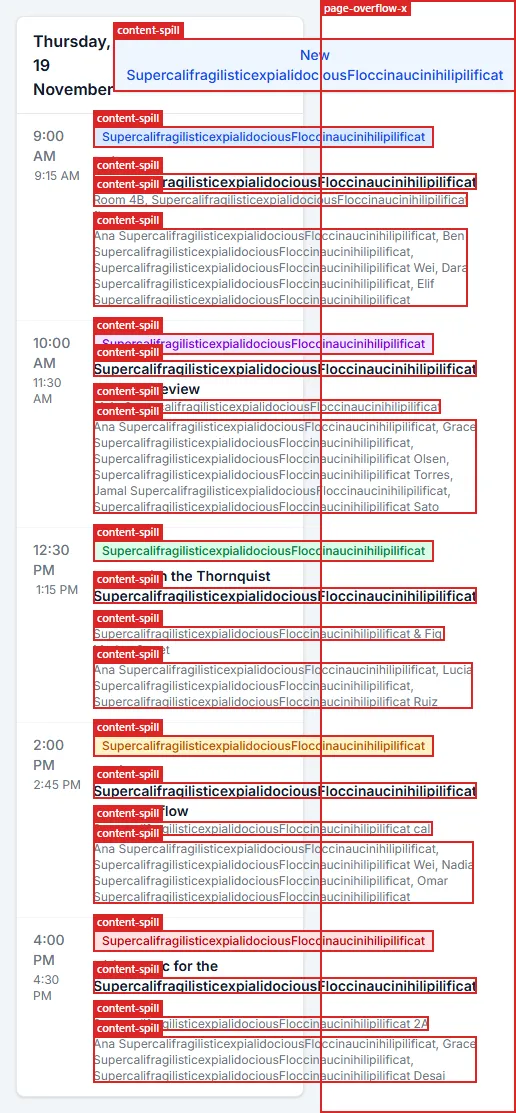 page-overflow-x
content-spill
Thursday,
19
November
New
SupercalifragilisticexpialidociousFloccinaucinihilipilificat
content-spill
9:00
AM
9:15 AM
SupercalifragilisticexpialidociousFloccinaucinihilipilificat
content-spill
content-spill
Room 4B, SupercalifragilisticexpialidociousFloccinaucinihilipilificat
content-spill
Ana SupercalifragilisticexpialidociousFloccinaucinihilipilificat, Ben
SupercalifragilisticexpialidociousFloccinaucinihilipilificat,
SupercalifragilisticexpialidociousFloccinaucinihilipilificat Wei, Dara
SupercalifragilisticexpialidociousFloccinaucinihilipilificat, Elif
SupercalifragilisticexpialidociousFloccinaucinihilipilificat
content-spill
10:00
AM
11:30
AM
SupercalifragilisticexpialidociousFloccinaucinihilipilificat
content-spill
SupercalifragilisticexpialidociousFloccinaucinihilipilificat
content-spill
content-spill
Ana SupercalifragilisticexpialidociousFloccinaucinihilipilificat, Grace
SupercalifragilisticexpialidociousFloccinaucinihilipilificat,
SupercalifragilisticexpialidociousFloccinaucinihilipilificat Olsen,
SupercalifragilisticexpialidociousFloccinaucinihilipilificat Torres,
Jamal SupercalifragilisticexpialidociousFloccinaucinihilipilificat,
SupercalifragilisticexpialidociousFloccinaucinihilipilificat Sato
content-spill
12:30
PM
1:15 PM
SupercalifragilisticexpialidociousFloccinaucinihilipilificat
content-spill
the Thornquist
SupercalifragilisticexpialidociousFloccinaucinihilipilificat
content-spill
SupercalifragilisticexpialidociousFloccinaucinihilipilificat & Fig
content-spill
Ana SupercalifragilisticexpialidociousFloccinaucinihilipilificat, Lucia
SupercalifragilisticexpialidociousFloccinaucinihilipilificat,
SupercalifragilisticexpialidociousFloccinaucinihilipilificat Ruiz
content-spill
2:00
PM
2:45 PM
SupercalifragilisticexpialidociousFloccinaucinihilipilificat
content-spill
SupercalifragilisticexpialidociousFloccinaucinihilipilificat
content-spill
content-spill
Ana SupercalifragilisticexpialidociousFloccinaucinihilipilificat,
SupercalifragilisticexpialidociousFloccinaucinihilipilificat Wei, Nadia
SupercalifragilisticexpialidociousFloccinaucinihilipilificat, Omar
SupercalifragilisticexpialidociousFloccinaucinihilipilificat
content-spill
4:00
PM
4:30
PM
SupercalifragilisticexpialidociousFloccinaucinihilipilificat
content-spill
for the
SupercalifragilisticexpialidociousFloccinaucinihilipilificat
content-spill
2A
content-spill
Ana SupercalifragilisticexpialidociousFloccinaucinihilipilificat, Grace
SupercalifragilisticexpialidociousFloccinaucinihilipilificat,
SupercalifragilisticexpialidociousFloccinaucinihilipilificat Desai